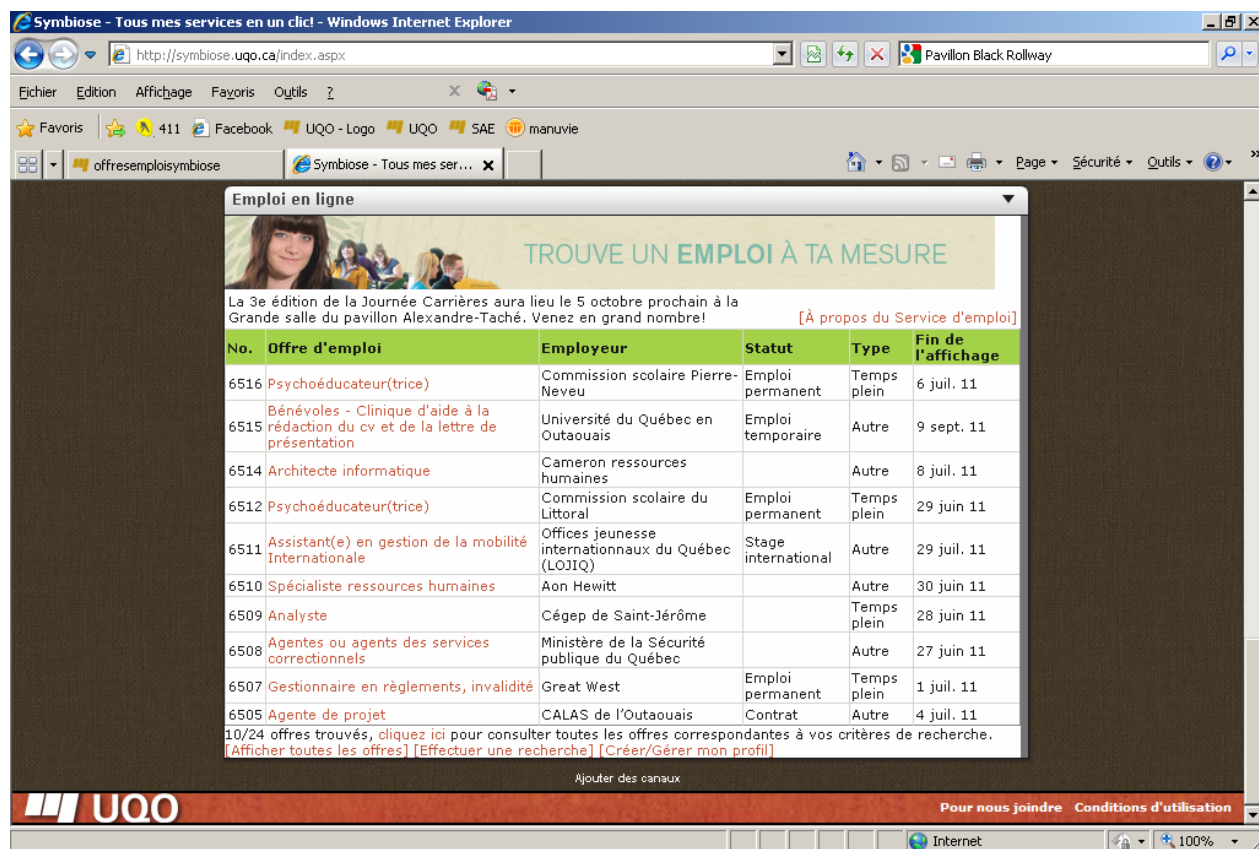 Symbiose - Tous mes services en un clic! - Windows Internet Explorer
http://symbiose.uqo.ca/index.aspx
Pavillon Black Rollway
Fichier Edition Affichage Favoris Outils ?
Favoris 411 Facebook UQO - Logo UQO SAE manuvie
offresemploisymbiose Symbiose - Tous mes ser... Page Sécurité Outils
Emploi en ligne
TROUVE UN EMPLOI À TA MESURE
La 3e édition de la Journée Carrières aura lieu le 5 octobre prochain à la
Grande salle du pavillon Alexandre-Taché. Venez en grand nombre! [À propos du Service d'emploi]
No. Offre d'emploi Employeur Statut Type Fin de l'affichage
6516 Psychoéducateur(trice) Commission scolaire Pierre-Neveu Emploi permanent Temps plein 6 juil. 11
6515 Bénévoles - Clinique d'aide à la rédaction du cv et de la lettre de présentation Université du Québec en Outaouais Emploi temporaire Autre 9 sept. 11
6514 Architecte informatique Cameron ressources humaines Autre 8 juil. 11
6512 Psychoéducateur(trice) Commission scolaire du Littoral Emploi permanent Temps plein 29 juin 11
6511 Assistant(e) en gestion de la mobilité Internationale Offices jeunesse internationnaux du Québec (LOJIQ) Stage international Autre 29 juil. 11
6510 Spécialiste ressources humaines Aon Hewitt Autre 30 juin 11
6509 Analyste Cégep de Saint-Jérôme Temps plein 28 juin 11
6508 Agentes ou agents des services correctionnels Ministère de la Sécurité publique du Québec Autre 27 juin 11
6507 Gestionnaire en règlements, invalidité Great West Emploi permanent Temps plein 1 juil. 11
6505 Agente de projet CALAS de l'Outaouais Contrat Autre 4 juil. 11
10/24 offres trouvés, cliquez ici pour consulter toutes les offres correspondantes à vos critères de recherche.
[Afficher toutes les offres] [Effectuer une recherche] [Créer/Gérer mon profil]
Ajouter des canaux
UQO Pour nous joindre Conditions d'utilisation
Internet 100%